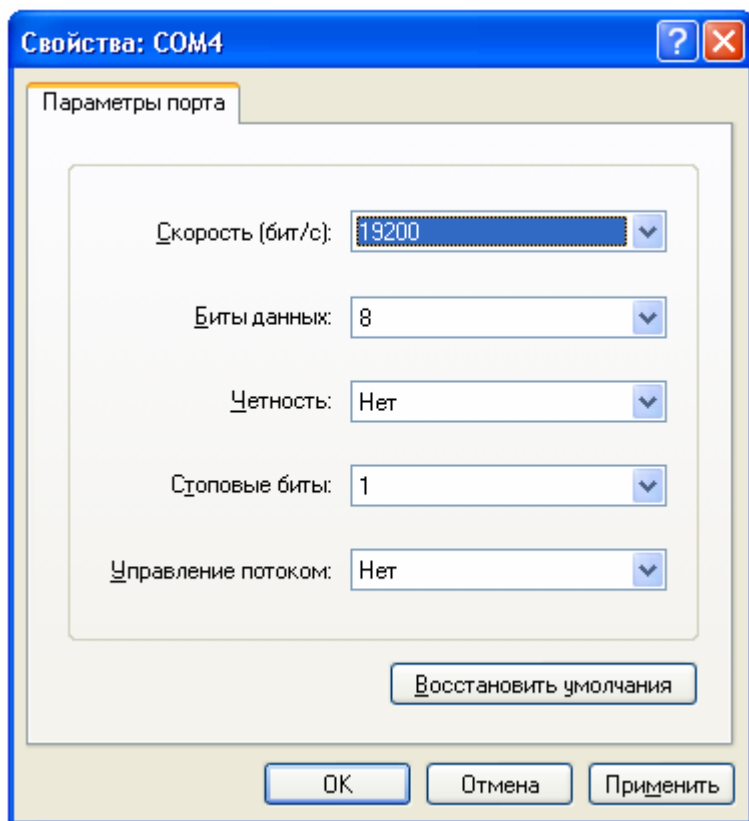 Свойства: COM4
?
Параметры порта
Скорость (бит/с): 19200
Биты данных: 8
Четность: Нет
Стоповые биты: 1
Управление потоком: Нет
Восстановить умолчания
OK Отмена Применить